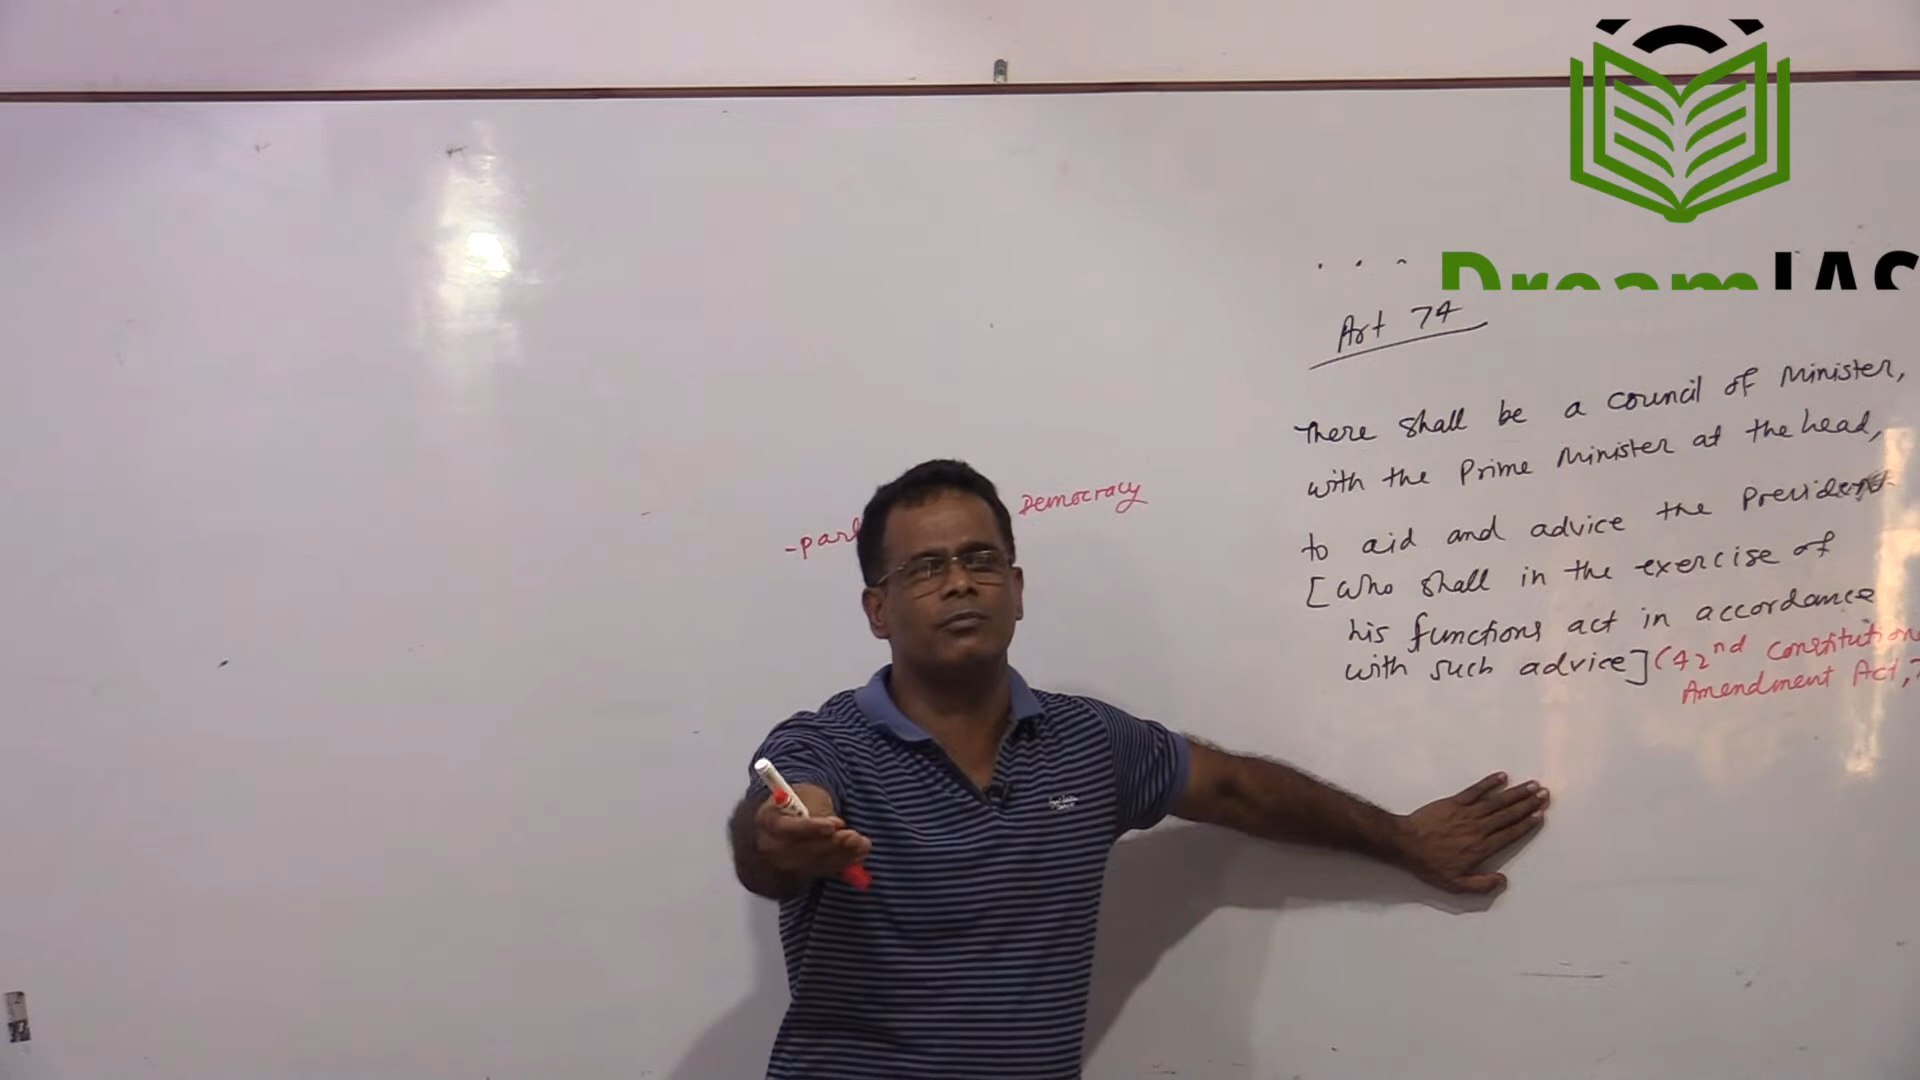 DreamIAS
Art 74
There shall be a council of Minister,
with the Prime Minister at the head,
to aid and advice the President
[who shall in the exercise of
his functions act in accordance
with such advice] (42nd Constitution
Amendment Act,
- parl Democracy